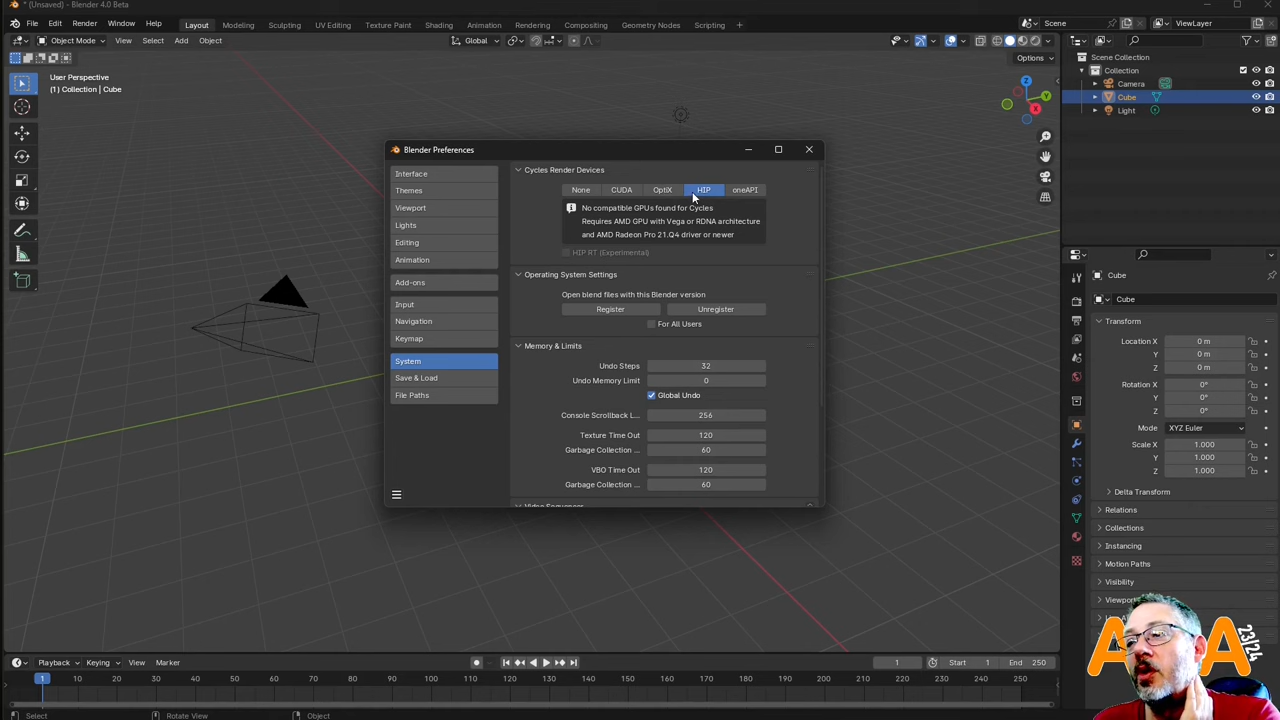 * (Unsaved) - Blender 4.0 Beta
File Edit Render Window Help
Layout Modeling Sculpting UV Editing Texture Paint Shading Animation Rendering Compositing Geometry Nodes Scripting +
Scene
ViewLayer
Object Mode View Select Add Object
Global
Options
User Perspective
(1) Collection | Cube
X
Y
Z
Scene Collection
Collection
Camera
Cube
Light
Blender Preferences
Interface
Themes
Viewport
Lights
Editing
Animation
Add-ons
Input
Navigation
Keymap
System
Save & Load
File Paths
Cycles Render Devices
None CUDA OptiX HIP oneAPI
No compatible GPUs found for Cycles
Requires AMD GPU with Vega or RDNA architecture
and AMD Radeon Pro 21.Q4 driver or newer
HIP RT (Experimental)
Operating System Settings
Open blend files with this Blender version
Register Unregister
For All Users
Memory & Limits
Undo Steps 32
Undo Memory Limit 0
Global Undo
Console Scrollback L... 256
Texture Time Out 120
Garbage Collection ... 60
VBO Time Out 120
Garbage Collection ... 60
Video Sequencer
Cube
Cube
Transform
Location X 0 m
Y 0 m
Z 0 m
Rotation X 0°
Y 0°
Z 0°
Mode XYZ Euler
Scale X 1.000
Y 1.000
Z 1.000
Delta Transform
Relations
Collections
Instancing
Motion Paths
Visibility
23/24
Playback Keying View Marker
1
Start 1 End 250
1 10 20 30 40 50 60 70 80 90 100 110 120 130 140 150 160 170 180 190 200 210 220 230 240 250
Select Rotate View Object